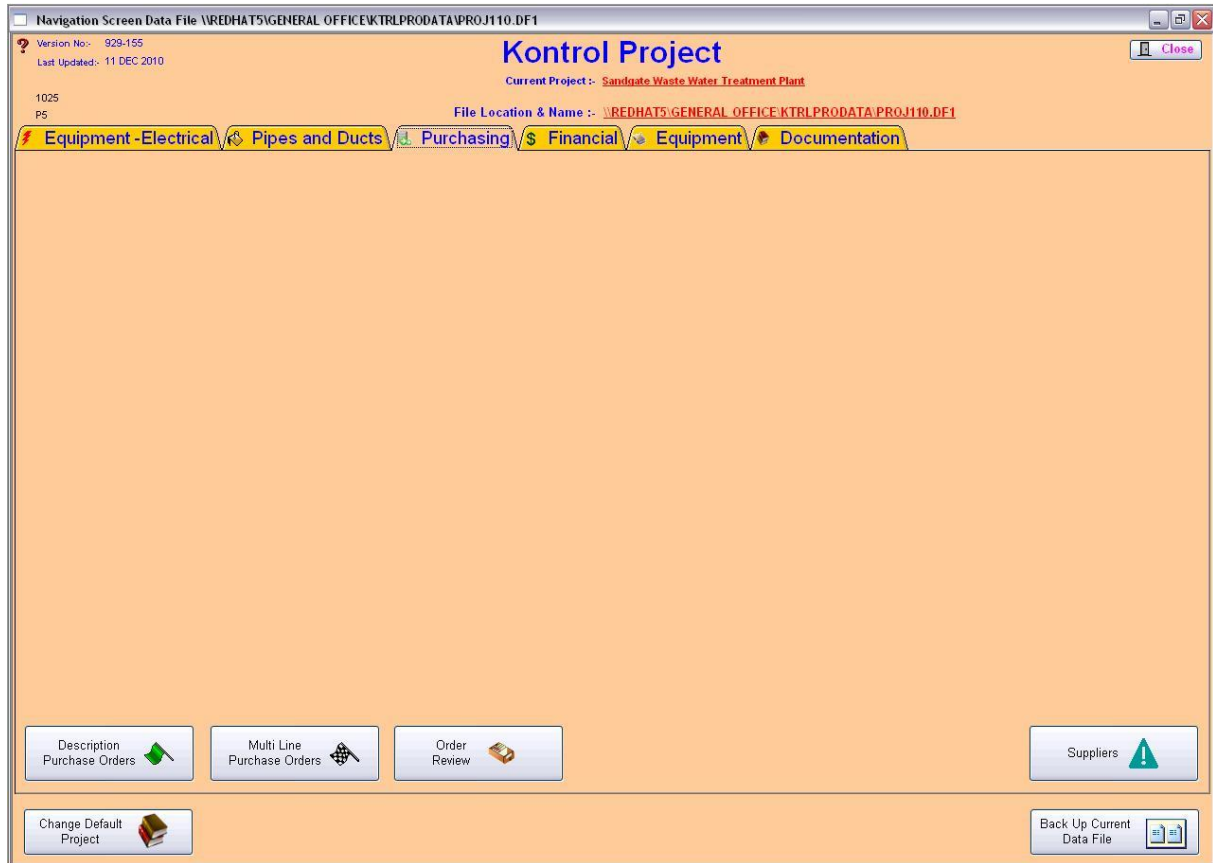 Navigation Screen Data File \\REDHAT5\GENERAL OFFICE\KTRLPRODATA\PROJ110.DF1
Version No:- 929-155
Last Updated:- 11 DEC 2010
Kontrol Project
Close
Current Project :- Sandgate Waste Water Treatment Plant
1025
P5
File Location & Name :- \\REDHAT5\GENERAL OFFICE\KTRLPRODATA\PROJ110.DF1
Equipment -Electrical Pipes and Ducts Purchasing $ Financial Equipment Documentation
Description
Purchase Orders
Multi Line
Purchase Orders
Order
Review
Suppliers
Change Default
Project
Back Up Current
Data File